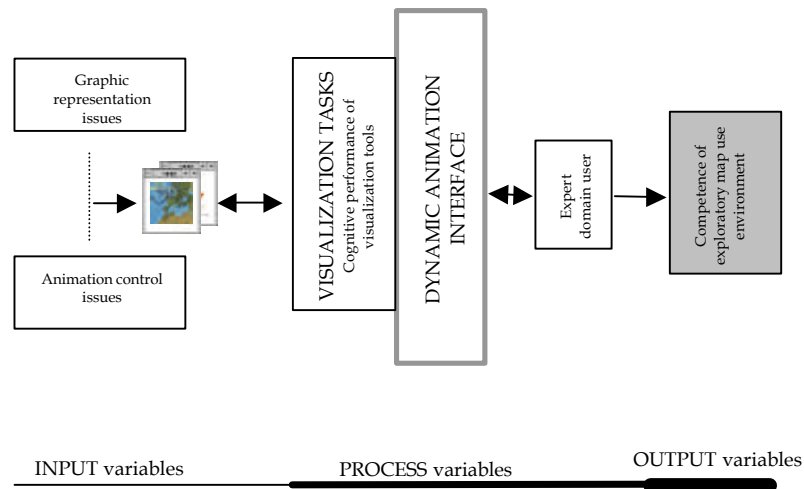 Graphic
representation
issues
Animation control
issues
VISUALIZATION TASKS
Cognitive performance of
visualization tools
DYNAMIC ANIMATION
INTERFACE
Expert
domain user
Competence of
exploratory map use
environment
INPUT variables
PROCESS variables
OUTPUT variables